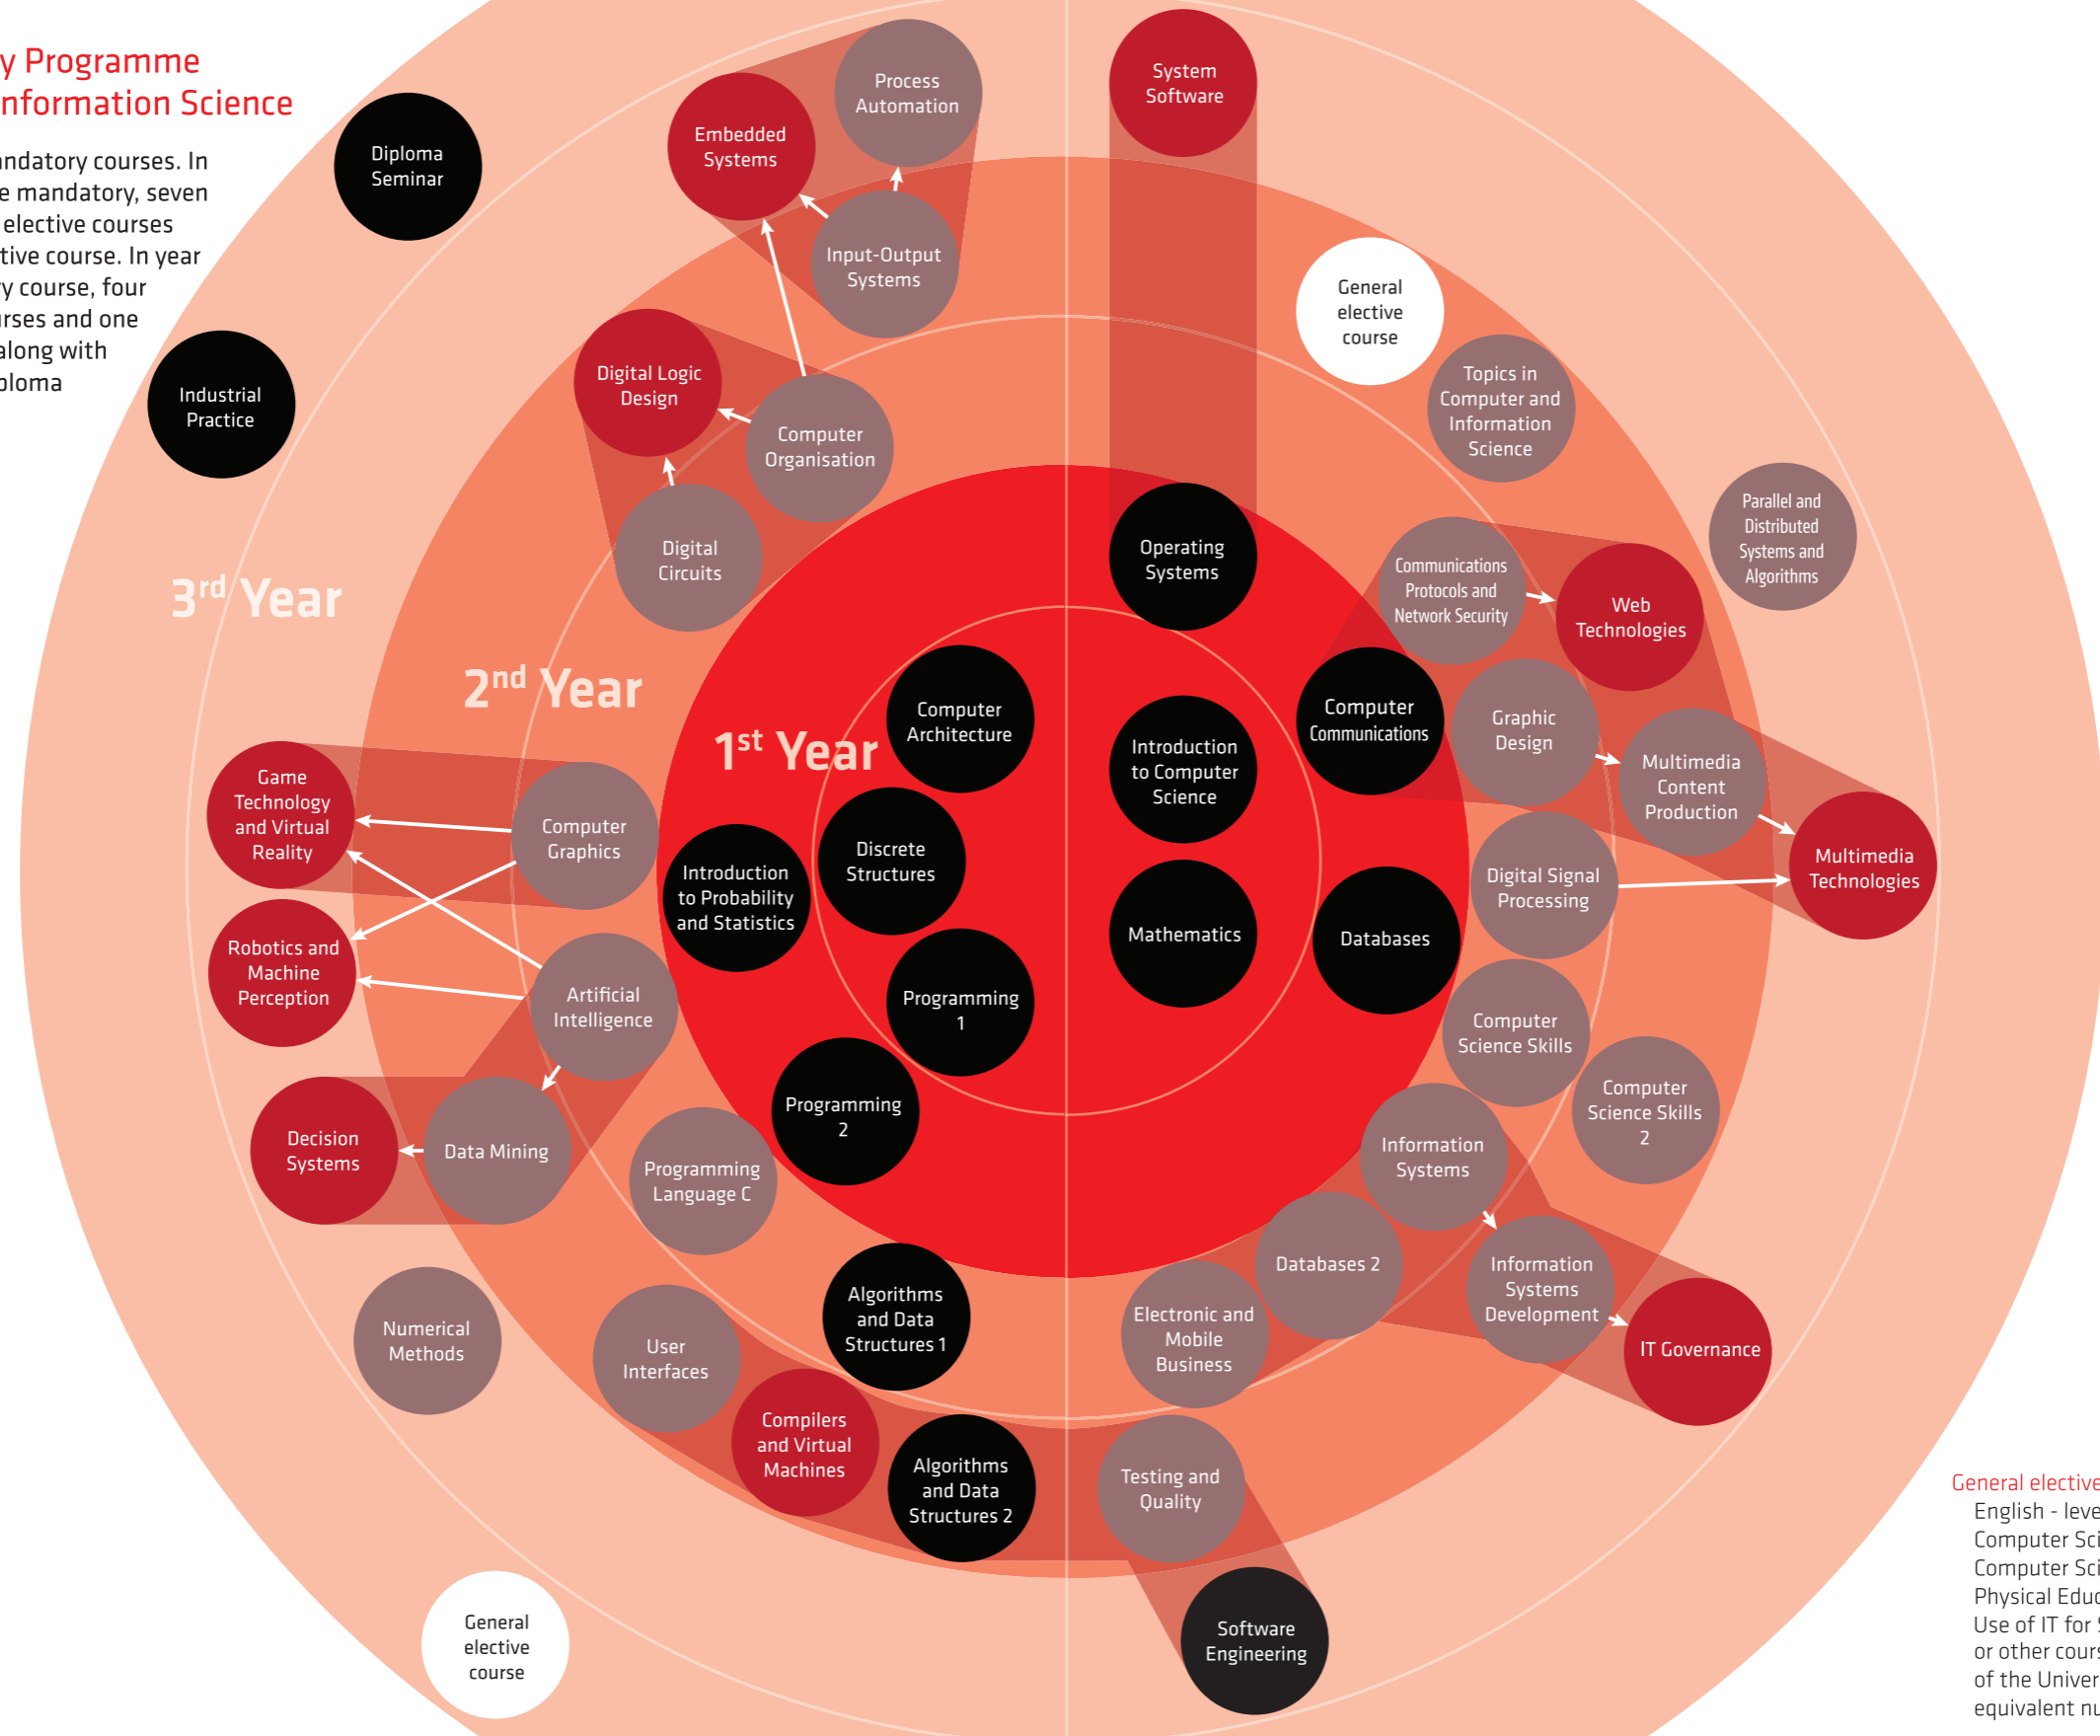 y Programme
nformation Science
andatory courses. In
e mandatory, seven
elective courses
tive course. In year
y course, four
urses and one
along with
ploma
Diploma
Seminar
Industrial
Practice
Process
Automation
Embedded
Systems
Input-Output
Systems
System
Software
General
elective
course
Topics in
Computer and
Information
Science
Digital Logic
Design
Computer
Organisation
Digital
Circuits
Operating
Systems
Communications
Protocols and
Network Security
Web
Technologies
Parallel and
Distributed
Systems and
Algorithms
3rd Year
2nd Year
1st Year
Computer
Architecture
Introduction
to Computer
Science
Computer
Communications
Graphic
Design
Multimedia
Content
Production
Multimedia
Technologies
Game
Technology
and Virtual
Reality
Computer
Graphics
Introduction
to Probability
and Statistics
Discrete
Structures
Mathematics
Databases
Digital Signal
Processing
Robotics and
Machine
Perception
Artificial
Intelligence
Programming
1
Computer
Science Skills
Computer
Science Skills
2
Decision
Systems
Data Mining
Programming
Language C
Programming
2
Information
Systems
Databases 2
Information
Systems
Development
IT Governance
Numerical
Methods
User
Interfaces
Algorithms
and Data
Structures 1
Electronic and
Mobile
Business
Compilers
and Virtual
Machines
Algorithms
and Data
Structures 2
Testing and
Quality
General
elective
course
Software
Engineering
General elective
English - leve
Computer Sci
Computer Sci
Physical Educ
Use of IT for S
or other cours
of the Univer
equivalent nu